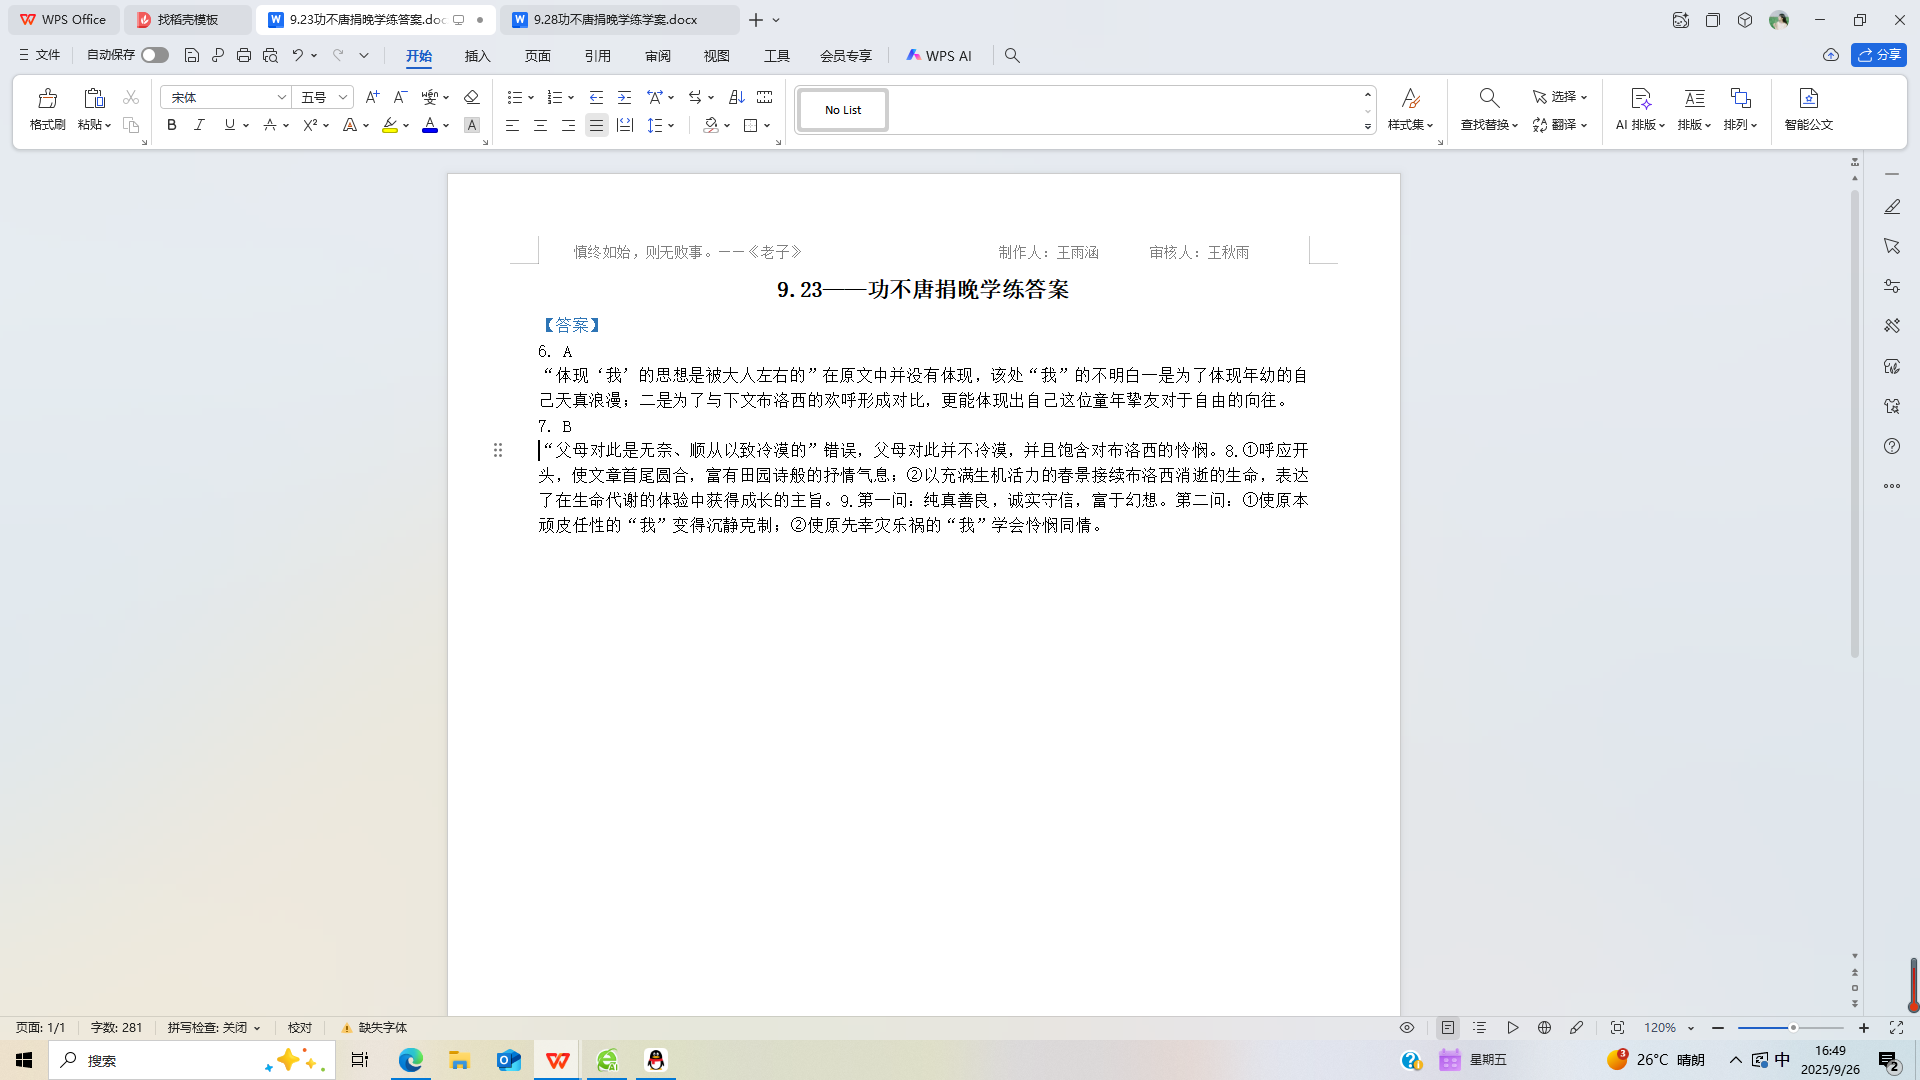 WPS Office
找稻壳模板
9.23功不唐捐晚学练答案.doc
9.28功不唐捐晚学练学案.docx
文件
自动保存
开始
插入
页面
引用
审阅
视图
工具
会员专享
WPS AI
分享
格式刷
粘贴
宋体
五号
No List
样式集
查找替换
选择
翻译
AI 排版
排版
排列
智能公文
慎终如始，则无败事。——《老子》 制作人：王雨涵 审核人：王秋雨
9.23——功不唐捐晚学练答案
【答案】
6. A
“体现‘我’的思想是被大人左右的”在原文中并没有体现，该处“我”的不明白一是为了体现年幼的自
己天真浪漫；二是为了与下文布洛西的欢呼形成对比，更能体现出自己这位童年挚友对于自由的向往。
7. B
“父母对此是无奈、顺从以致冷漠的”错误，父母对此并不冷漠，并且饱含对布洛西的怜悯。8.①呼应开
头，使文章首尾圆合，富有田园诗般的抒情气息；②以充满生机活力的春景接续布洛西消逝的生命，表达
了在生命代谢的体验中获得成长的主旨。9.第一问：纯真善良，诚实守信，富于幻想。第二问：①使原本
顽皮任性的“我”变得沉静克制；②使原先幸灾乐祸的“我”学会怜悯同情。
页面: 1/1
字数: 281
拼写检查: 关闭
校对
缺失字体
120%
搜索
星期五
26°C 晴朗
中
16:49
2025/9/26